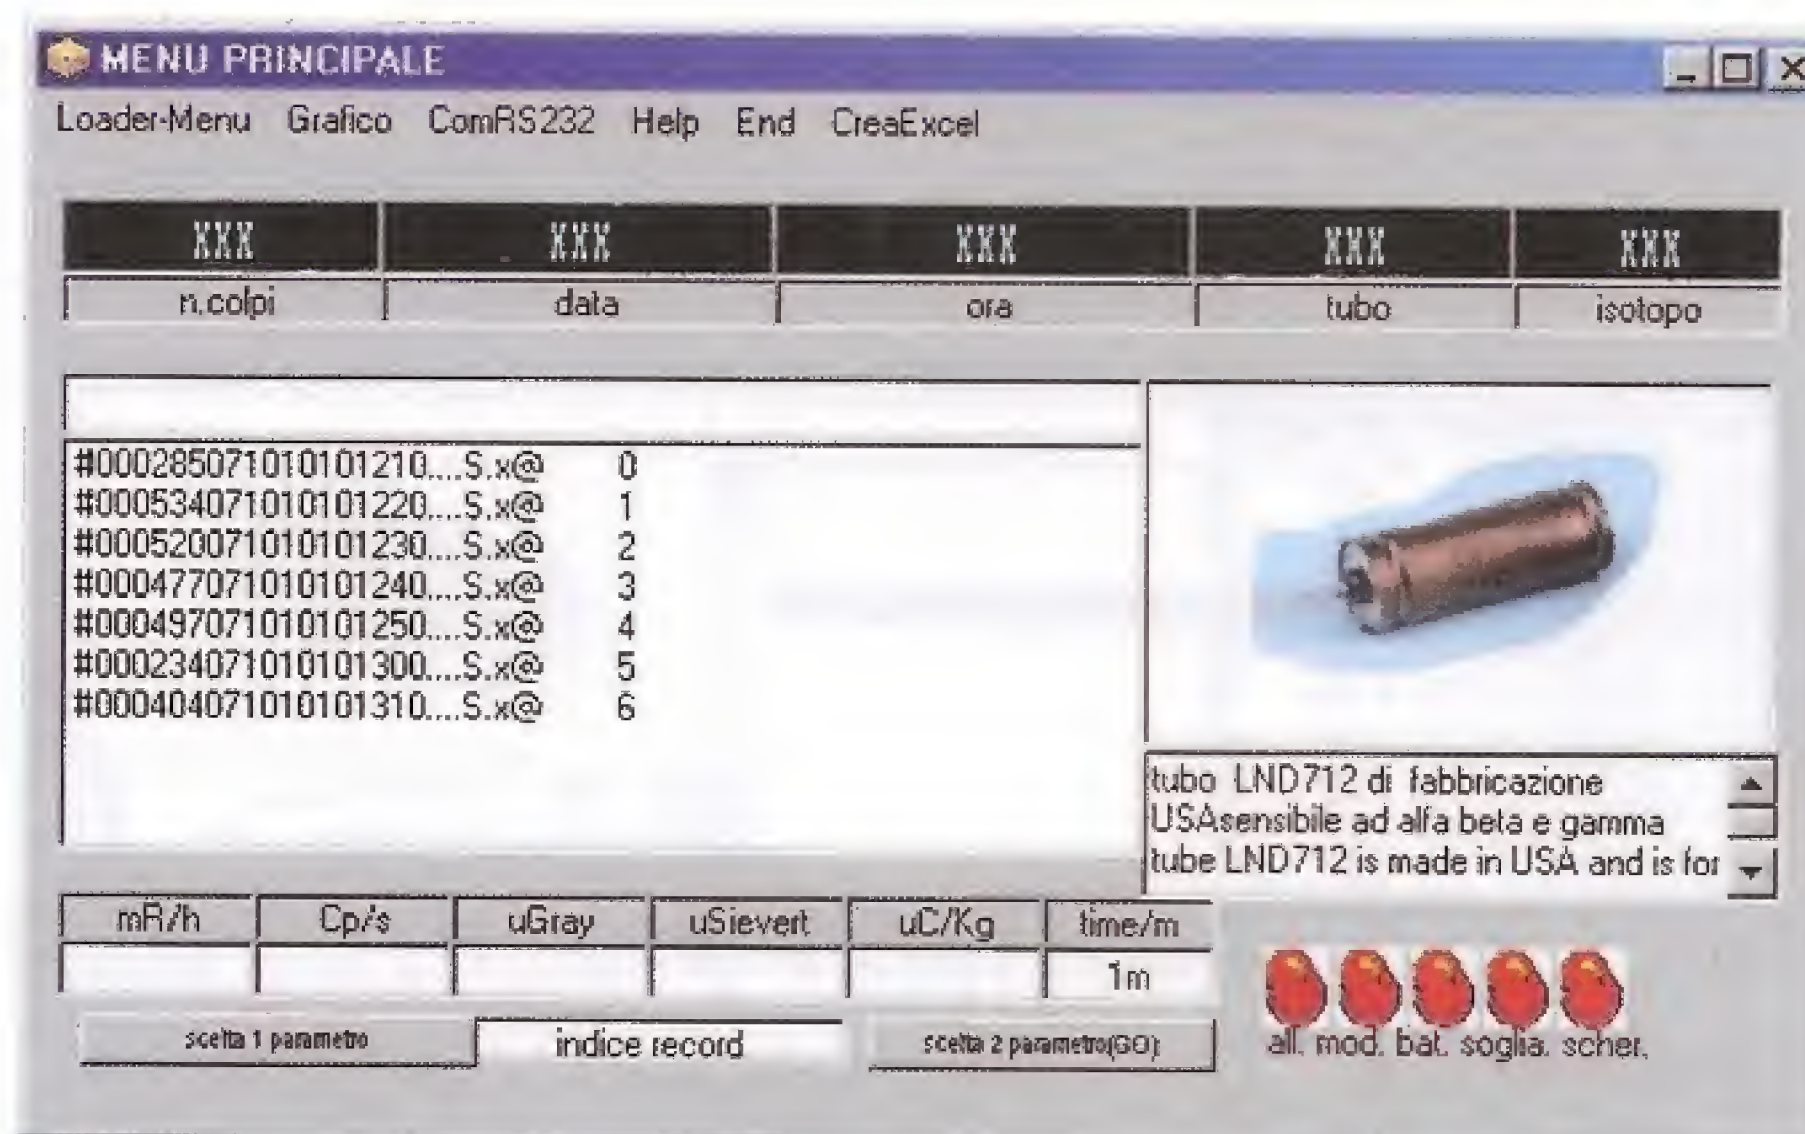 MENU PRINCIPALE
Loader-Menu Grafico ComRS232 Help End CreaExcel
XXX XXX XXX XXX XXX
n.colpi data ora tubo isotopo
#000285071010101210....S.x@ 0
#000534071010101220....S.x@ 1
#000520071010101230....S.x@ 2
#000477071010101240....S.x@ 3
#000497071010101250....S.x@ 4
#000234071010101300....S.x@ 5
#000404071010101310....S.x@ 6
tubo LND712 di fabbricazione
USAsensibile ad alfa beta e gamma
tube LND712 is made in USA and is for
mR/h Cp/s uGray uSievert uC/Kg time/m
1m
scelta 1 parametro indice record scelta 2 parametro(GO)
all. mod. bat. soglia. scher.